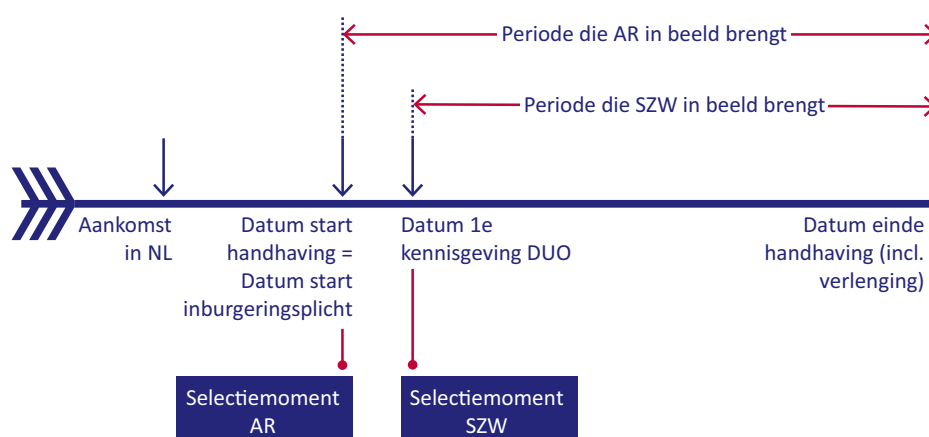 Periode die AR in beeld brengt
Periode die SZW in beeld brengt
Aankomst
in NL
Datum start
handhaving =
Datum start
inburgeringsplicht
Datum 1e
kennisgeving DUO
Datum einde
handhaving (incl.
verlenging)
Selectiemoment
AR
Selectiemoment
SZW